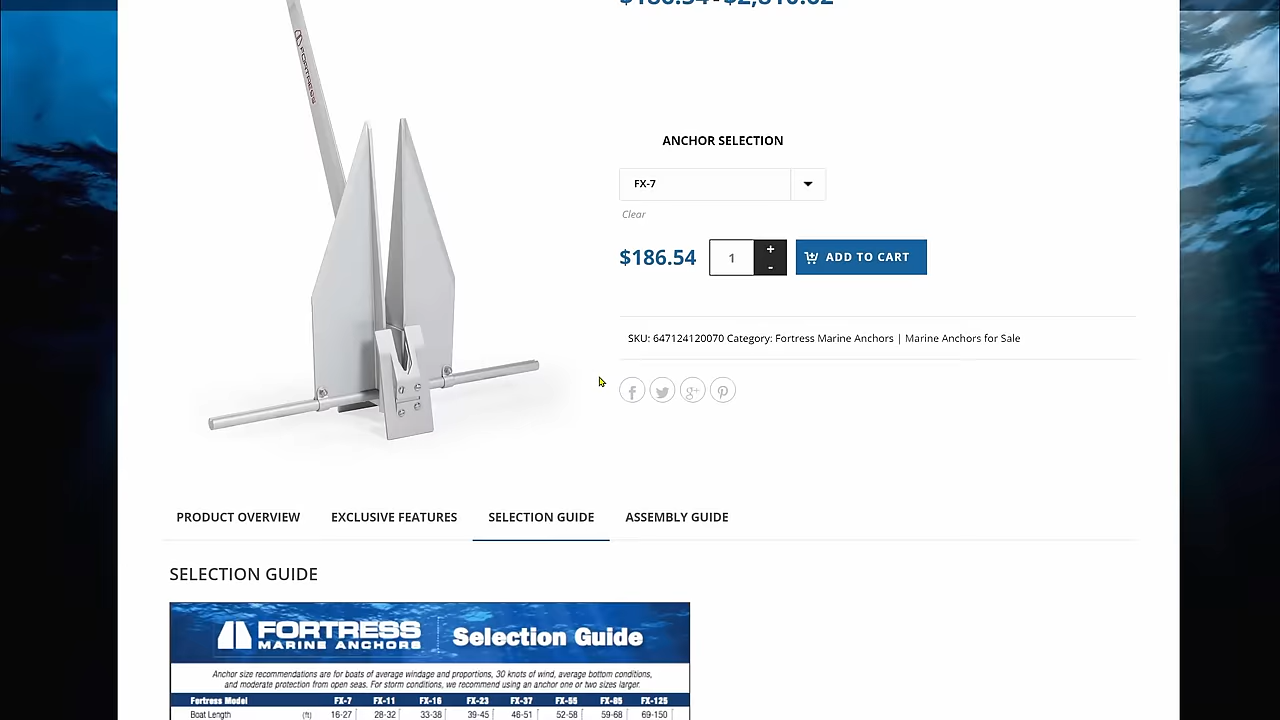 $186.54 - $2,810.62
FORTRESS
ANCHOR SELECTION
FX-7
Clear
$186.54
1
+
-
ADD TO CART
SKU: 647124120070 Category: Fortress Marine Anchors | Marine Anchors for Sale
PRODUCT OVERVIEW EXCLUSIVE FEATURES SELECTION GUIDE ASSEMBLY GUIDE
SELECTION GUIDE
FORTRESS
MARINE ANCHORS
Selection Guide
Anchor size recommendations are for boats of average windage and proportions, 30 knots of wind, average bottom conditions,
and moderate protection from open seas. For storm conditions, we recommend using an anchor one or two sizes larger.
Fortress Model FX-7 FX-11 FX-16 FX-23 FX-37 FX-55 FX-85 FX-125
Boat Length (ft) 16-27 28-32 33-38 39-45 46-51 52-58 59-68 69-150